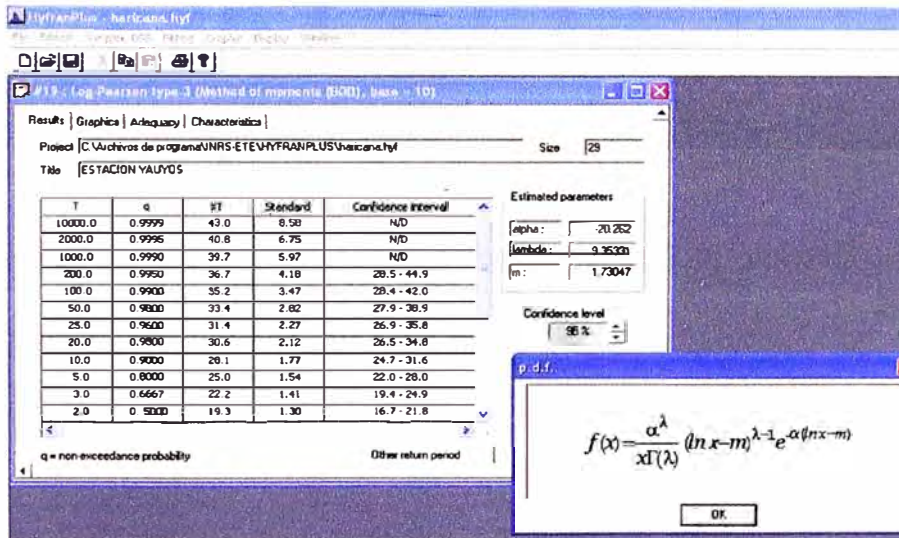 HyfranPlus - haricana.hyf
#19 : Log-Pearson type 3 (Method of moments (BOB), base = 10)
Results | Graphics | Adequacy | Characteristics |
Project C:\Archivos de programa\INRS-ETE\HYFRANPLUS\haricana.hyf Size 29
Title ESTACION YAUYOS
T q XT Standard Confidence interval
10000.0 0.9999 43.0 8.58 N/D
2000.0 0.9995 40.8 6.75 N/D
1000.0 0.9990 39.7 5.97 N/D
200.0 0.9950 36.7 4.18 28.5 - 44.9
100.0 0.9900 35.2 3.47 28.4 - 42.0
50.0 0.9800 33.4 2.82 27.9 - 38.9
25.0 0.9600 31.4 2.27 26.9 - 35.8
20.0 0.9500 30.6 2.12 26.5 - 34.8
10.0 0.9000 28.1 1.77 24.7 - 31.6
5.0 0.8000 25.0 1.54 22.0 - 28.0
3.0 0.6667 22.2 1.41 19.4 - 24.9
2.0 0.5000 19.3 1.30 16.7 - 21.8
q = non-exceedance probability Other return period
Estimated parameters
alpha : -20.262
lambda : 9.35331
m : 1.73047
Confidence level
95 %
p.d.f.
f(x)=α^λ/(xΓ(λ)) (ln x–m)^(λ–1) e^(-α(ln x–m))
OK